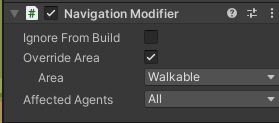 Navigation Modifier
Ignore From Build
Override Area
Area Walkable
Affected Agents All